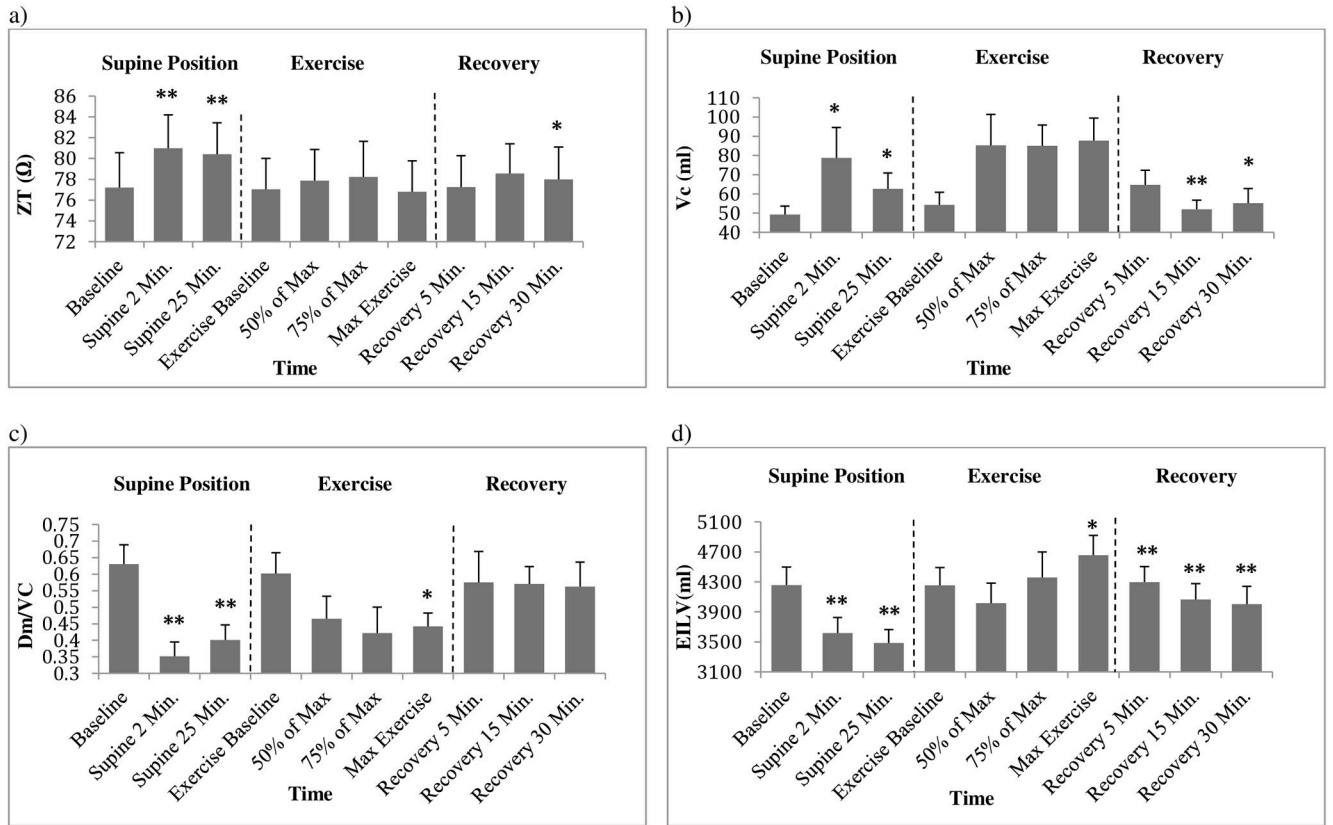 a)
Supine Position Exercise Recovery
86
84
82
80
78
76
74
72
ZT (Ω)
** ** *
Baseline
Supine 2 Min.
Supine 25 Min.
Exercise Baseline
50% of Max
75% of Max
Max Exercise
Recovery 5 Min.
Recovery 15 Min.
Recovery 30 Min.
Time
b)
Supine Position Exercise Recovery
110
100
90
80
70
60
50
40
Vc (ml)
* * ** *
Baseline
Supine 2 Min.
Supine 25 Min.
Exercise Baseline
50% of Max
75% of Max
Max Exercise
Recovery 5 Min.
Recovery 15 Min.
Recovery 30 Min.
Time
c)
Supine Position Exercise Recovery
0.75
0.7
0.65
0.6
0.55
0.5
0.45
0.4
0.35
0.3
Dm/VC
** ** *
Baseline
Supine 2 Min.
Supine 25 Min.
Exercise Baseline
50% of Max
75% of Max
Max Exercise
Recovery 5 Min.
Recovery 15 Min.
Recovery 30 Min.
Time
d)
Supine Position Exercise Recovery
5100
4700
4300
3900
3500
3100
EILV(ml)
** ** * ** ** **
Baseline
Supine 2 Min.
Supine 25 Min.
Exercise Baseline
50% of Max
75% of Max
Max Exercise
Recovery 5 Min.
Recovery 15 Min.
Recovery 30 Min.
Time